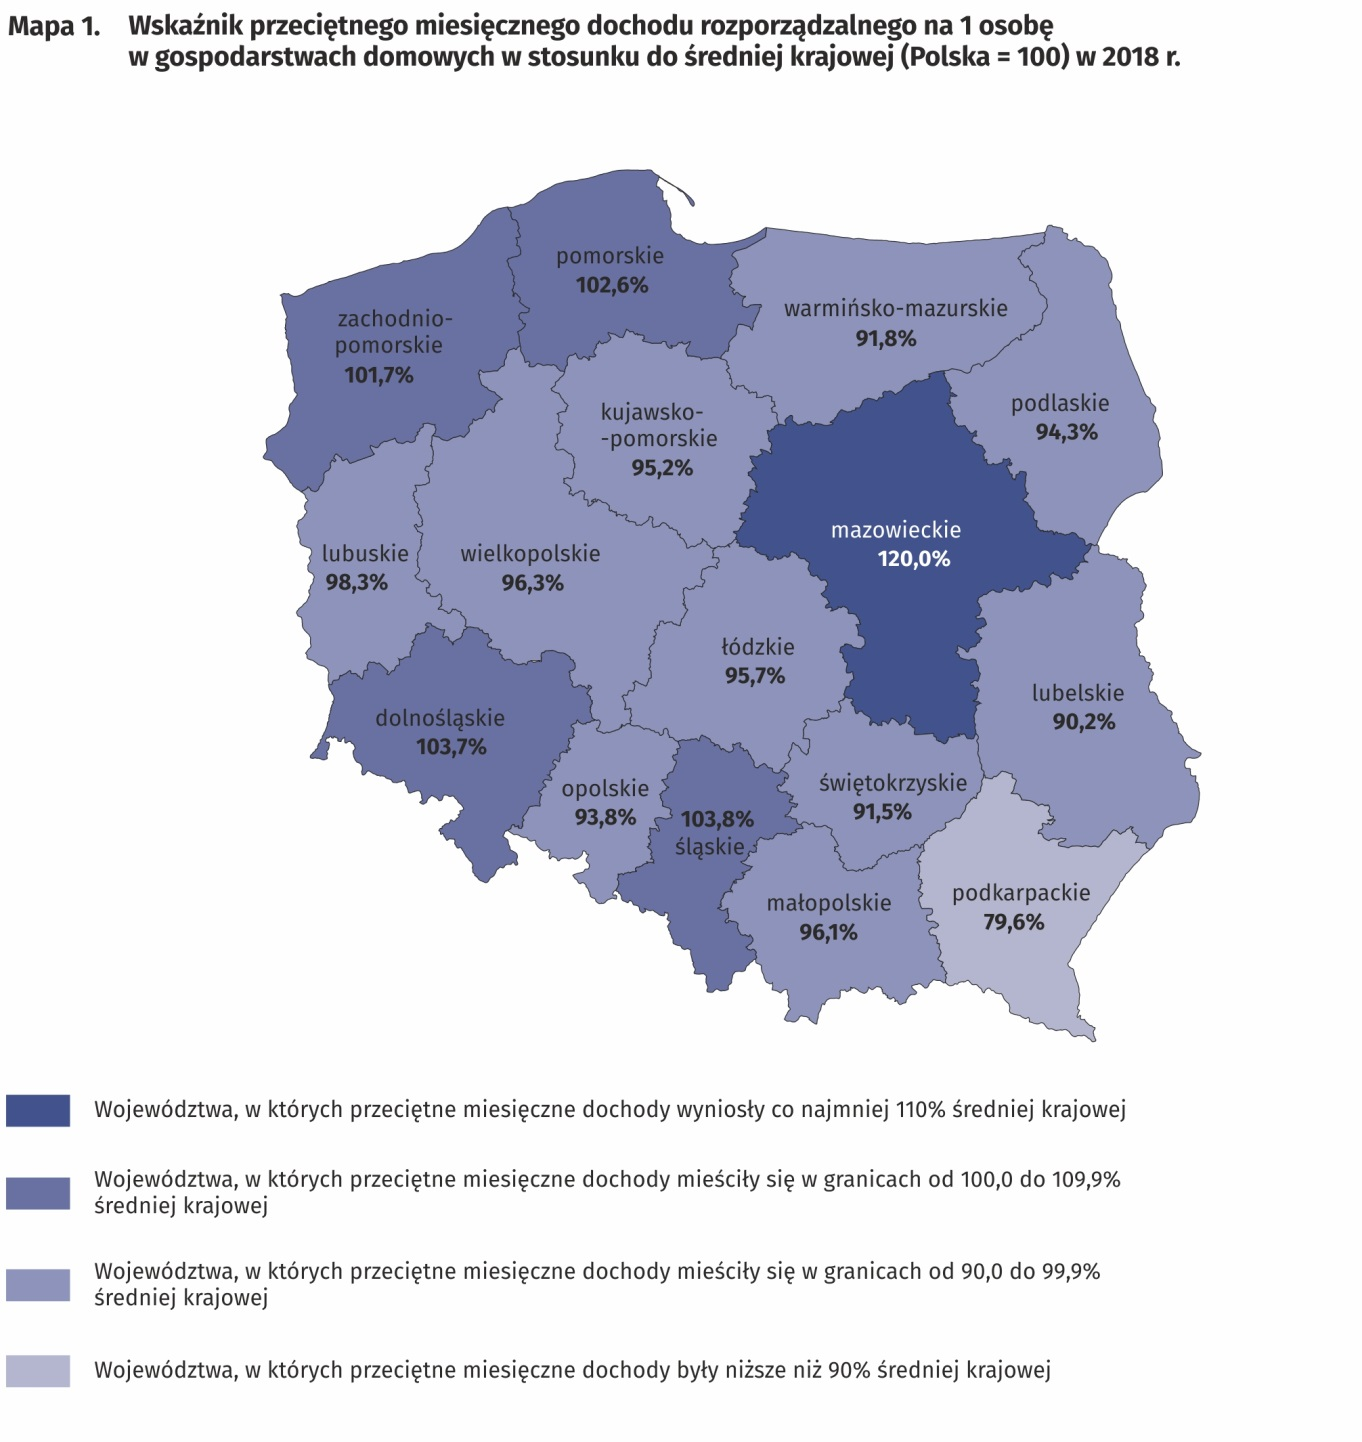 Mapa 1. Wskaźnik przeciętnego miesięcznego dochodu rozporządzalnego na 1 osobę
w gospodarstwach domowych w stosunku do średniej krajowej (Polska = 100) w 2018 r.
pomorskie
102,6%
zachodnio-
pomorskie
101,7%
warmińsko-mazurskie
91,8%
podlaskie
94,3%
kujawsko-
-pomorskie
95,2%
mazowieckie
120,0%
lubuskie
98,3%
wielkopolskie
96,3%
łódzkie
95,7%
lubelskie
90,2%
dolnośląskie
103,7%
opolskie
93,8%
103,8%
śląskie
świętokrzyskie
91,5%
małopolskie
96,1%
podkarpackie
79,6%
Województwa, w których przeciętne miesięczne dochody wyniosły co najmniej 110% średniej krajowej
Województwa, w których przeciętne miesięczne dochody mieściły się w granicach od 100,0 do 109,9%
średniej krajowej
Województwa, w których przeciętne miesięczne dochody mieściły się w granicach od 90,0 do 99,9%
średniej krajowej
Województwa, w których przeciętne miesięczne dochody były niższe niż 90% średniej krajowej